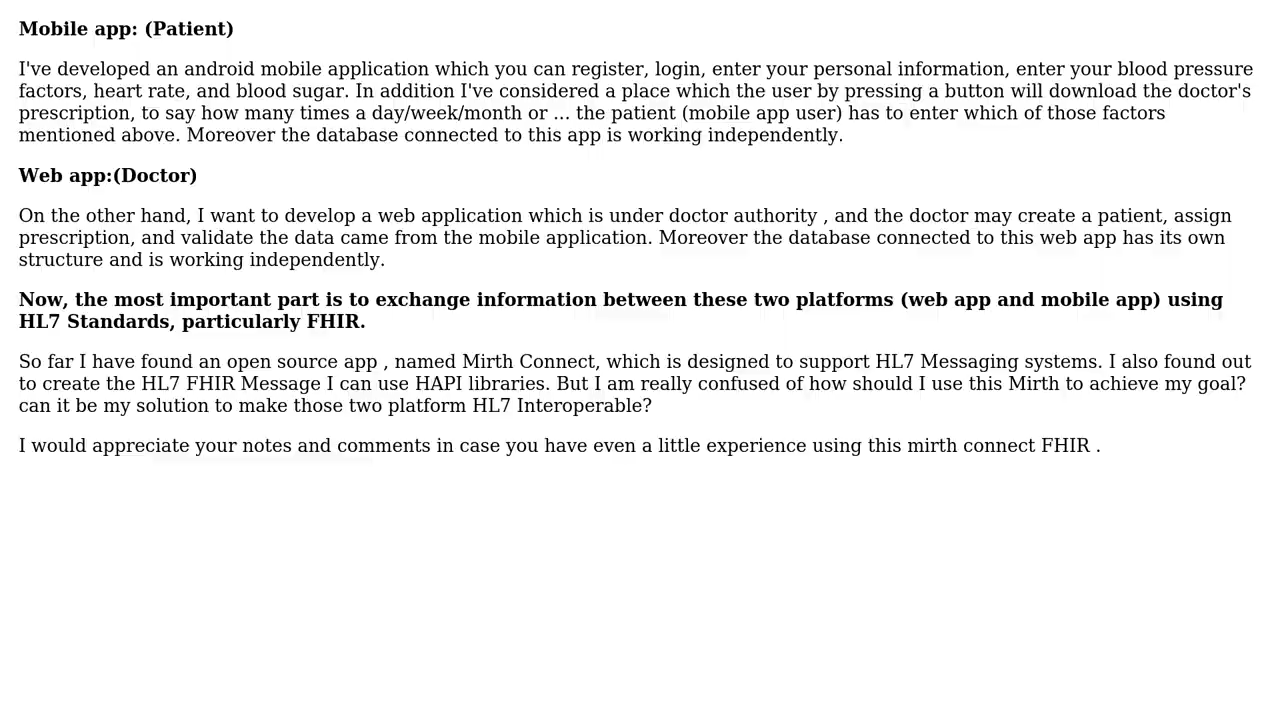 Mobile app: (Patient)
I've developed an android mobile application which you can register, login, enter your personal information, enter your blood pressure
factors, heart rate, and blood sugar. In addition I've considered a place which the user by pressing a button will download the doctor's
prescription, to say how many times a day/week/month or ... the patient (mobile app user) has to enter which of those factors
mentioned above. Moreover the database connected to this app is working independently.
Web app:(Doctor)
On the other hand, I want to develop a web application which is under doctor authority , and the doctor may create a patient, assign
prescription, and validate the data came from the mobile application. Moreover the database connected to this web app has its own
structure and is working independently.
Now, the most important part is to exchange information between these two platforms (web app and mobile app) using
HL7 Standards, particularly FHIR.
So far I have found an open source app , named Mirth Connect, which is designed to support HL7 Messaging systems. I also found out
to create the HL7 FHIR Message I can use HAPI libraries. But I am really confused of how should I use this Mirth to achieve my goal?
can it be my solution to make those two platform HL7 Interoperable?
I would appreciate your notes and comments in case you have even a little experience using this mirth connect FHIR .